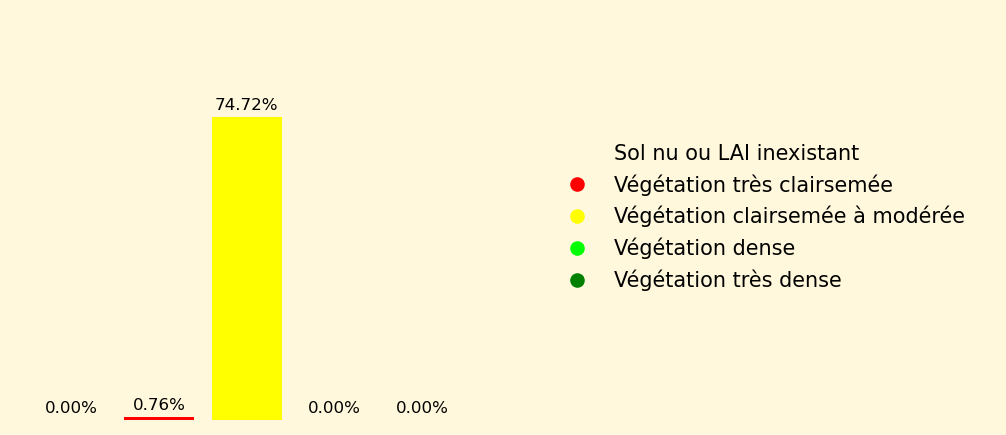 74.72%
0.00%
0.76%
0.00%
0.00%
Sol nu ou LAI inexistant
Végétation très clairsemée
Végétation clairsemée à modérée
Végétation dense
Végétation très dense